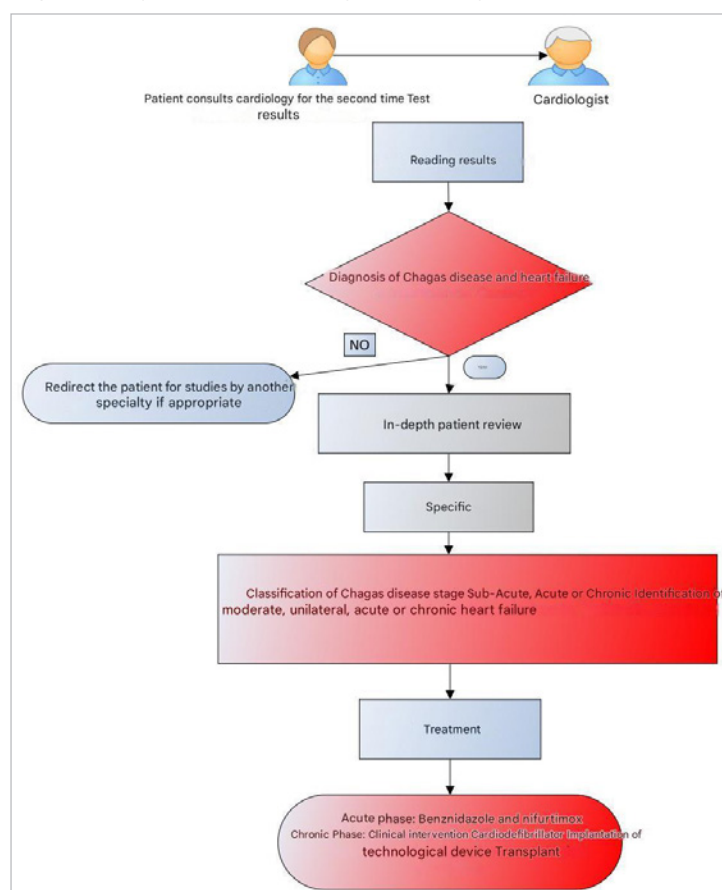 Patient consults cardiology for the second time Test
results
Cardiologist
Reading results
Diagnosis of Chagas disease and heart failure
NO
Redirect the patient for studies by another
specialty if appropriate
In-depth patient review
Specific
Classification of Chagas disease stage Sub-Acute, Acute or Chronic Identification of
moderate, unilateral, acute or chronic heart failure
Treatment
Acute phase: Benznidazole and nifurtimox
Chronic Phase: Clinical intervention Cardiodefibrillator Implantation of
technological device Transplant